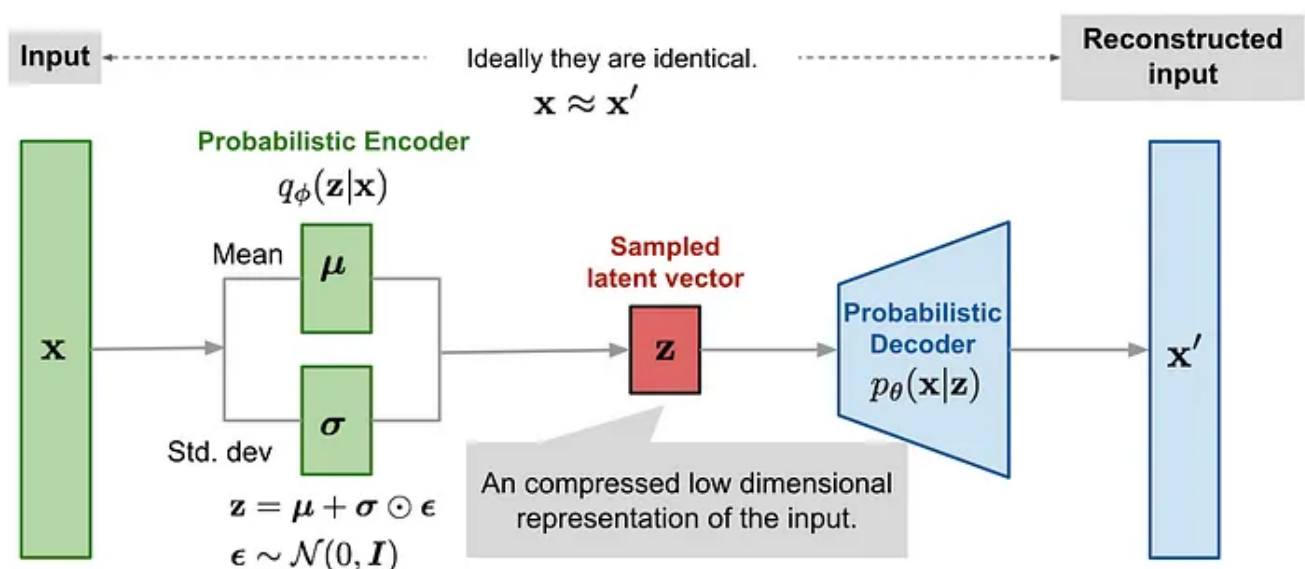 Input
Ideally they are identical.
x ≈ x′
Reconstructed
input
Probabilistic Encoder
qϕ(z|x)
Mean
μ
Sampled
latent vector
x
z
Probabilistic
Decoder
pθ(x|z)
x′
σ
Std. dev
z = μ + σ ⊙ ϵ
ϵ ∼ 𝒩(0, I)
An compressed low dimensional
representation of the input.